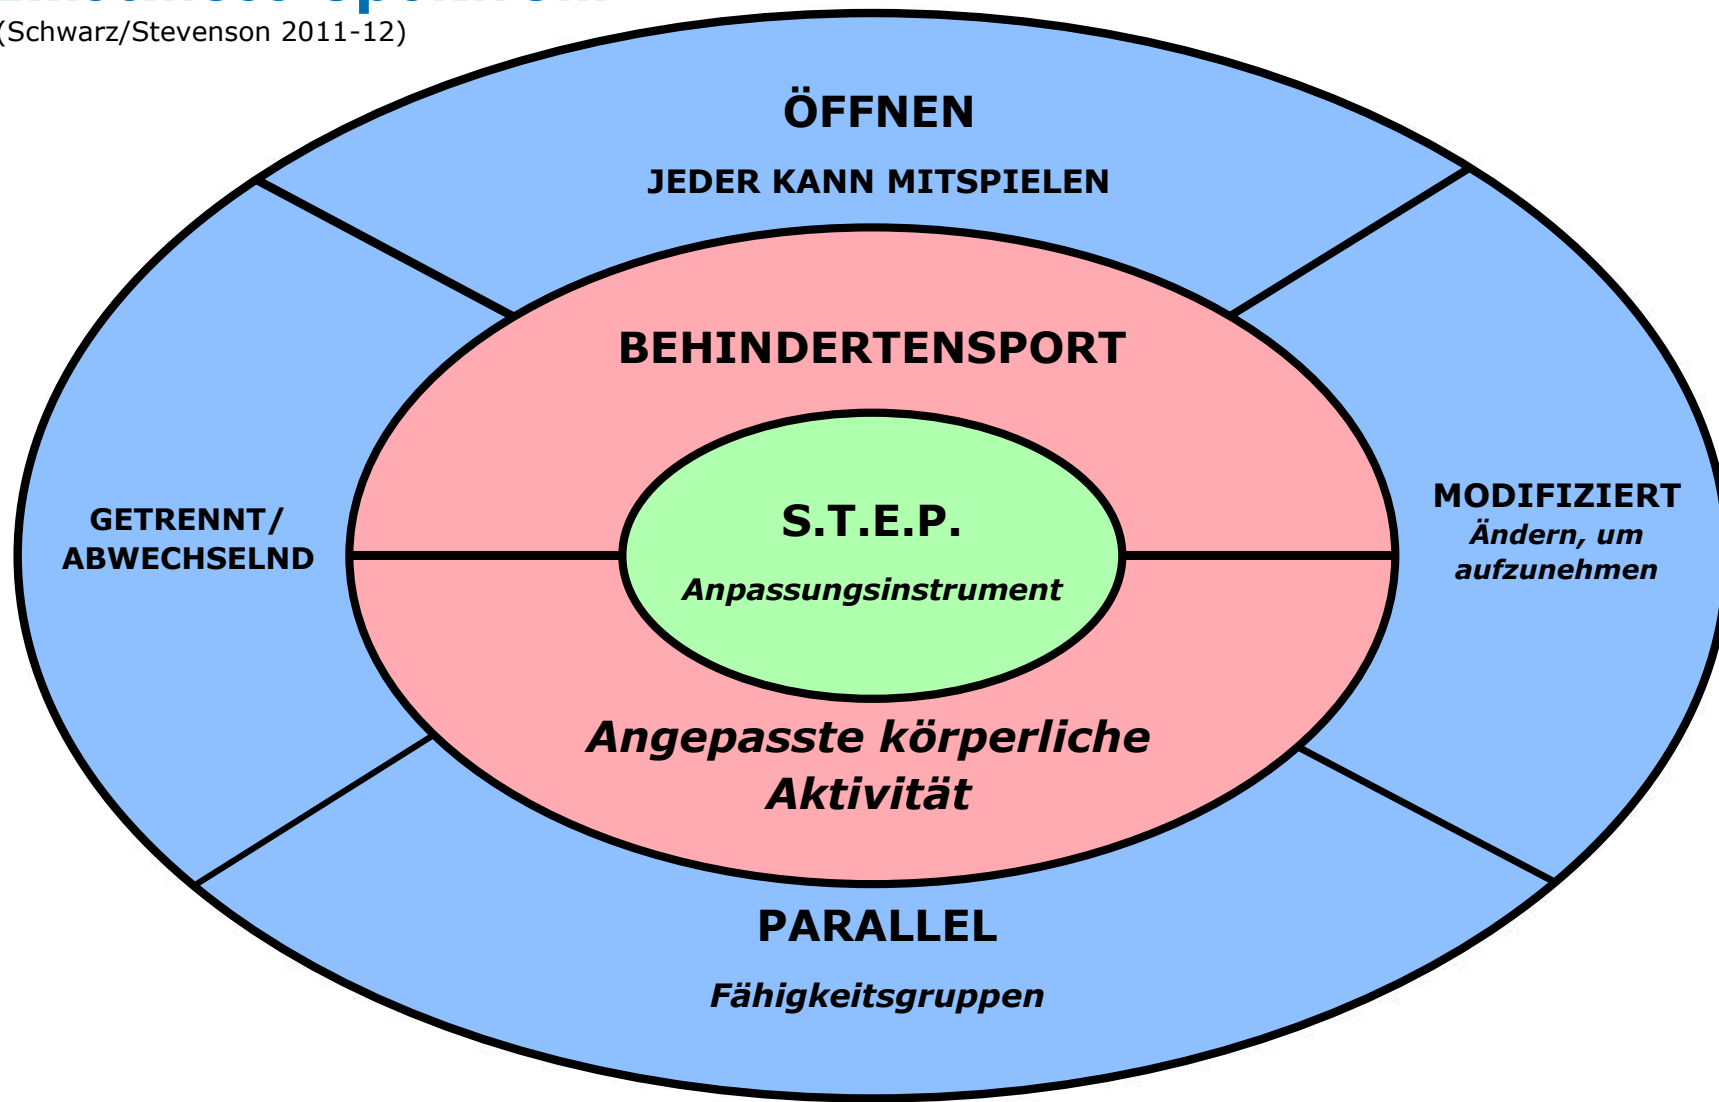 (Schwarz/Stevenson 2011-12)
ÖFFNEN
JEDER KANN MITSPIELEN
BEHINDERTENSPORT
GETRENNT/
ABWECHSELND
S.T.E.P.
Anpassungsinstrument
MODIFIZIERT
Ändern, um
aufzunehmen
Angepasste körperliche
Aktivität
PARALLEL
Fähigkeitsgruppen